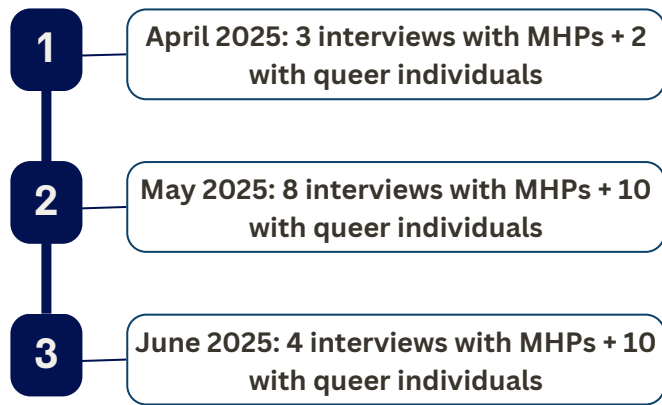 1
April 2025: 3 interviews with MHPs + 2
with queer individuals
2
May 2025: 8 interviews with MHPs + 10
with queer individuals
3
June 2025: 4 interviews with MHPs + 10
with queer individuals